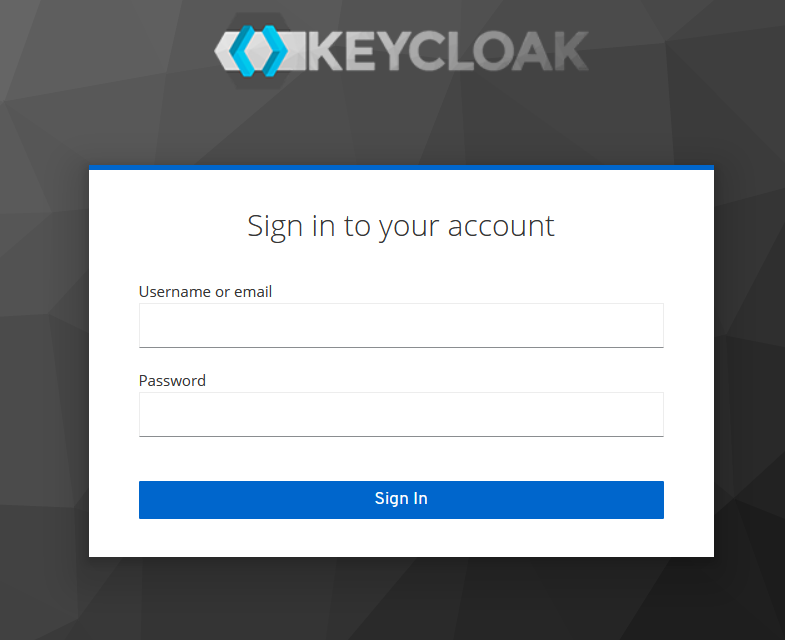 KEYCLOAK
Sign in to your account
Username or email
Password
Sign In